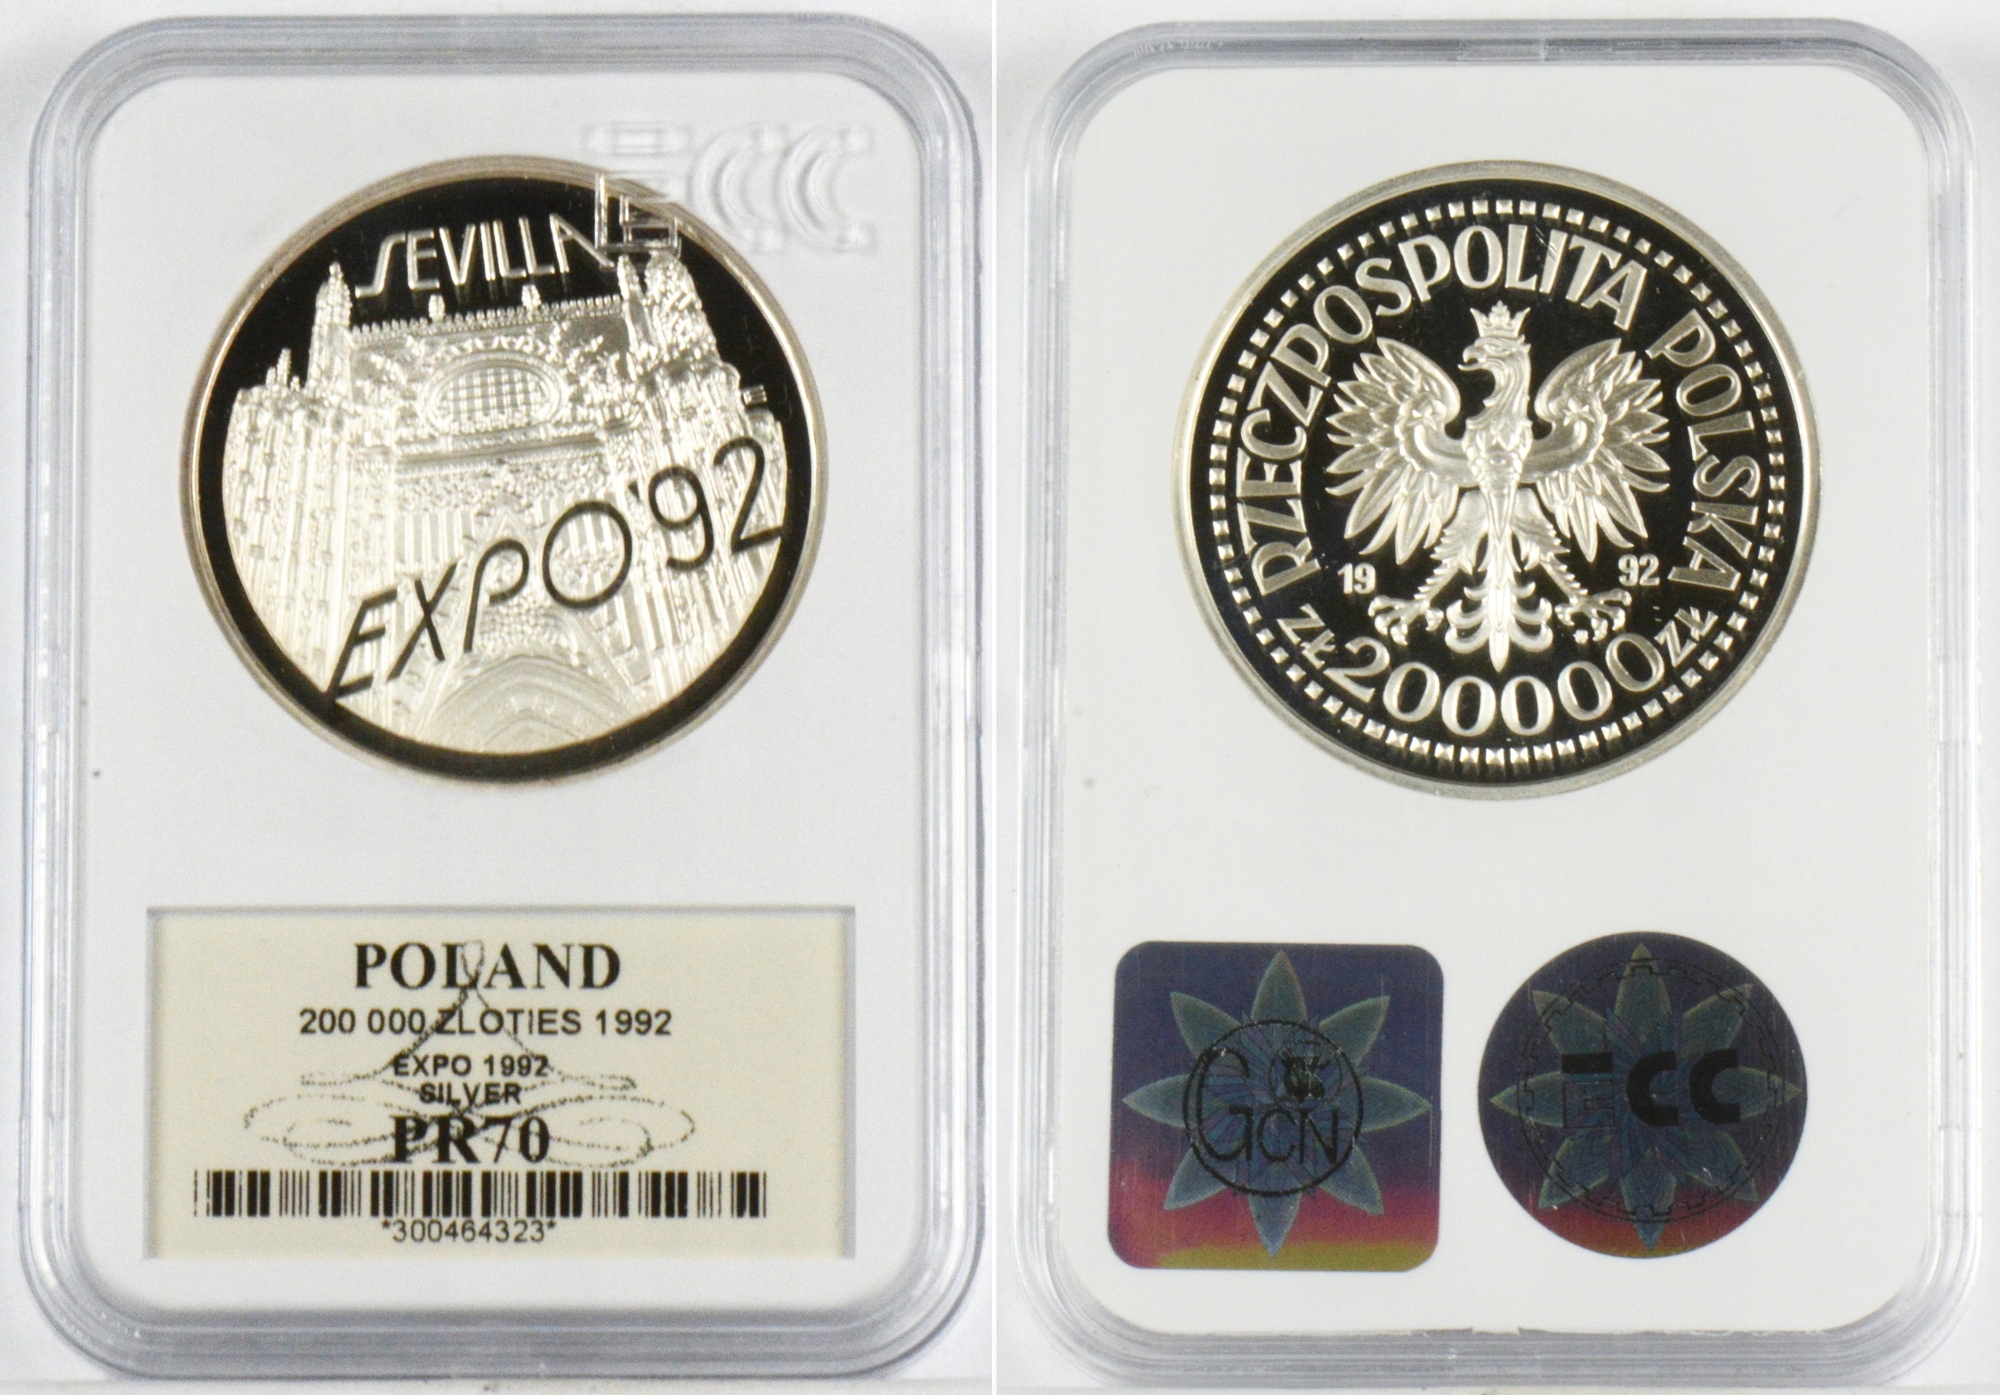 ECC
SEVILLA
EXPO'92
POLAND
200 000 ZLOTIES 1992
EXPO 1992
SILVER
PR70
*300464323*
RZECZPOSPOLITA POLSKA
19 92
ZŁ 200000 ZŁ
GCN
ECC